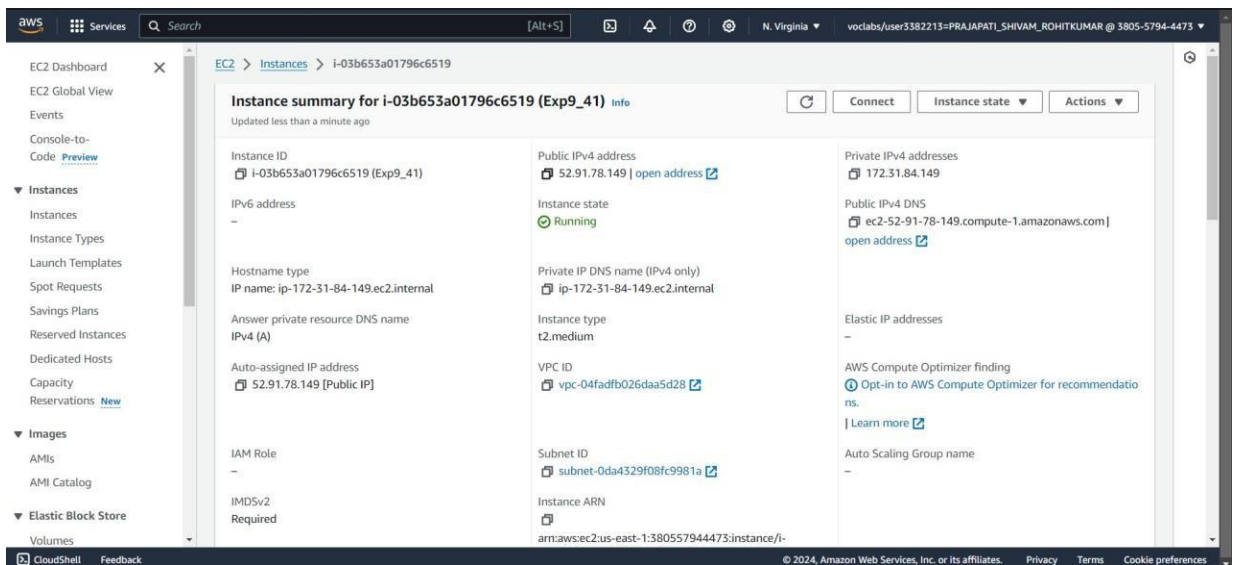 aws Services Search [Alt+S] N. Virginia voclabs/user3382213=PRAJAPATI_SHIVAM_ROHITKUMAR @ 3805-5794-4473
EC2 Dashboard
EC2 Global View
Events
Console-to-
Code Preview
Instances
Instances
Instance Types
Launch Templates
Spot Requests
Savings Plans
Reserved Instances
Dedicated Hosts
Capacity
Reservations New
Images
AMIs
AMI Catalog
Elastic Block Store
Volumes
EC2 > Instances > i-03b653a01796c6519
Instance summary for i-03b653a01796c6519 (Exp9_41) Info
Updated less than a minute ago
Connect Instance state Actions
Instance ID
i-03b653a01796c6519 (Exp9_41)
Public IPv4 address
52.91.78.149 | open address
Private IPv4 addresses
172.31.84.149
IPv6 address
–
Instance state
Running
Public IPv4 DNS
ec2-52-91-78-149.compute-1.amazonaws.com |
open address
Hostname type
IP name: ip-172-31-84-149.ec2.internal
Private IP DNS name (IPv4 only)
ip-172-31-84-149.ec2.internal
Answer private resource DNS name
IPv4 (A)
Instance type
t2.medium
Elastic IP addresses
–
Auto-assigned IP address
52.91.78.149 [Public IP]
VPC ID
vpc-04fadfb026daa5d28
AWS Compute Optimizer finding
Opt-in to AWS Compute Optimizer for recommendatio
ns.
| Learn more
IAM Role
–
Subnet ID
subnet-0da4329f08fc9981a
Auto Scaling Group name
–
IMDSv2
Required
Instance ARN
arn:aws:ec2:us-east-1:380557944473:instance/i-
CloudShell Feedback © 2024, Amazon Web Services, Inc. or its affiliates. Privacy Terms Cookie preferences